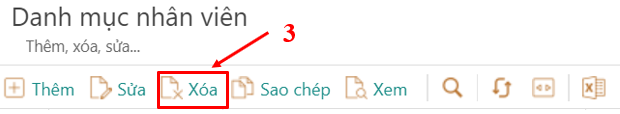 Danh mục nhân viên
3
Thêm, xóa, sửa...
Thêm Sửa Xóa Sao chép Xem